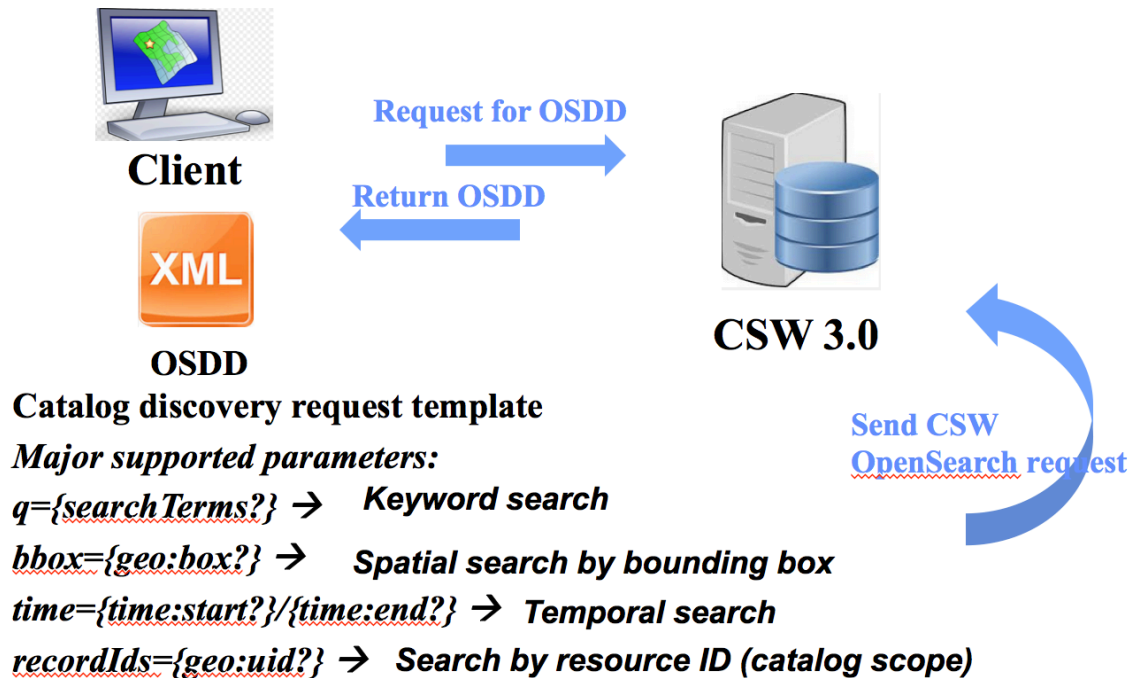 Request for OSDD
Client
Return OSDD
XML
CSW 3.0
OSDD
Catalog discovery request template
Send CSW
OpenSearch request
Major supported parameters:
q={searchTerms?} → Keyword search
bbox={geo:box?} → Spatial search by bounding box
time={time:start?}/{time:end?} → Temporal search
recordIds={geo:uid?} → Search by resource ID (catalog scope)